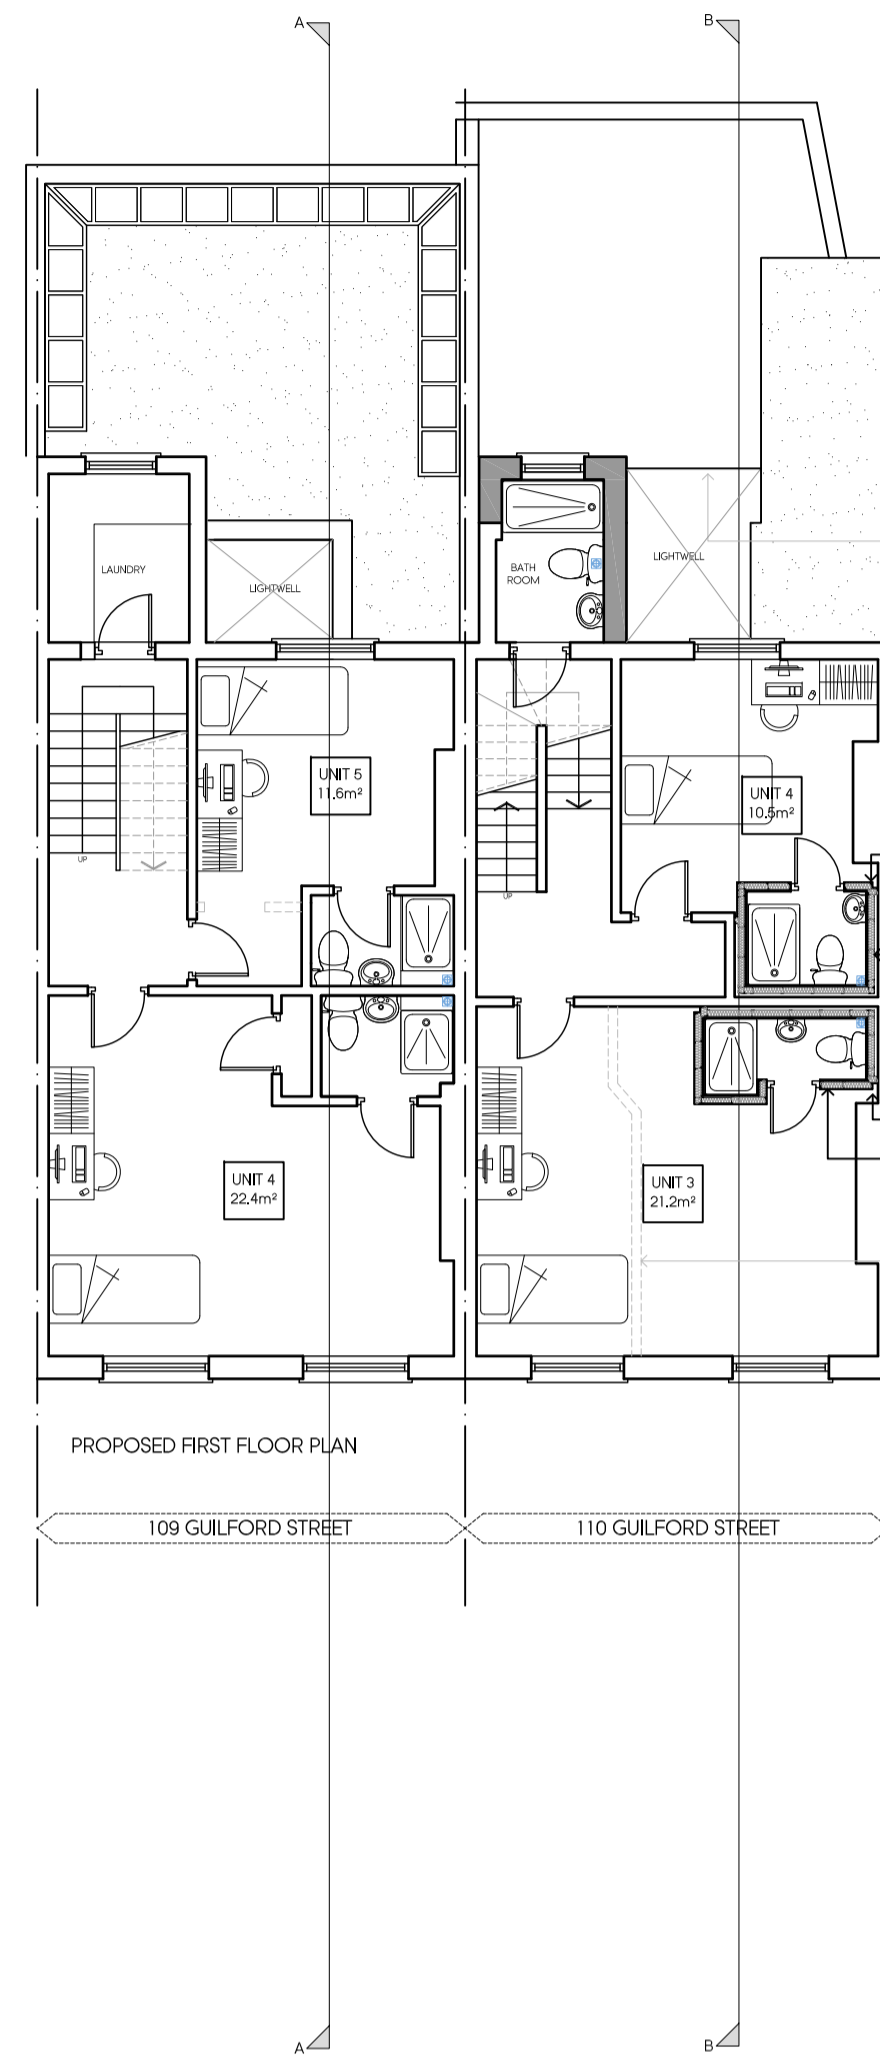 A
B
LAUNDRY
LIGHTWELL
BATH
ROOM
LIGHTWELL
UNIT 5
11.6m²
UNIT 4
10.5m²
UP
UP
UNIT 4
22.4m²
UNIT 3
21.2m²
PROPOSED FIRST FLOOR PLAN
109 GUILFORD STREET
110 GUILFORD STREET
A
B